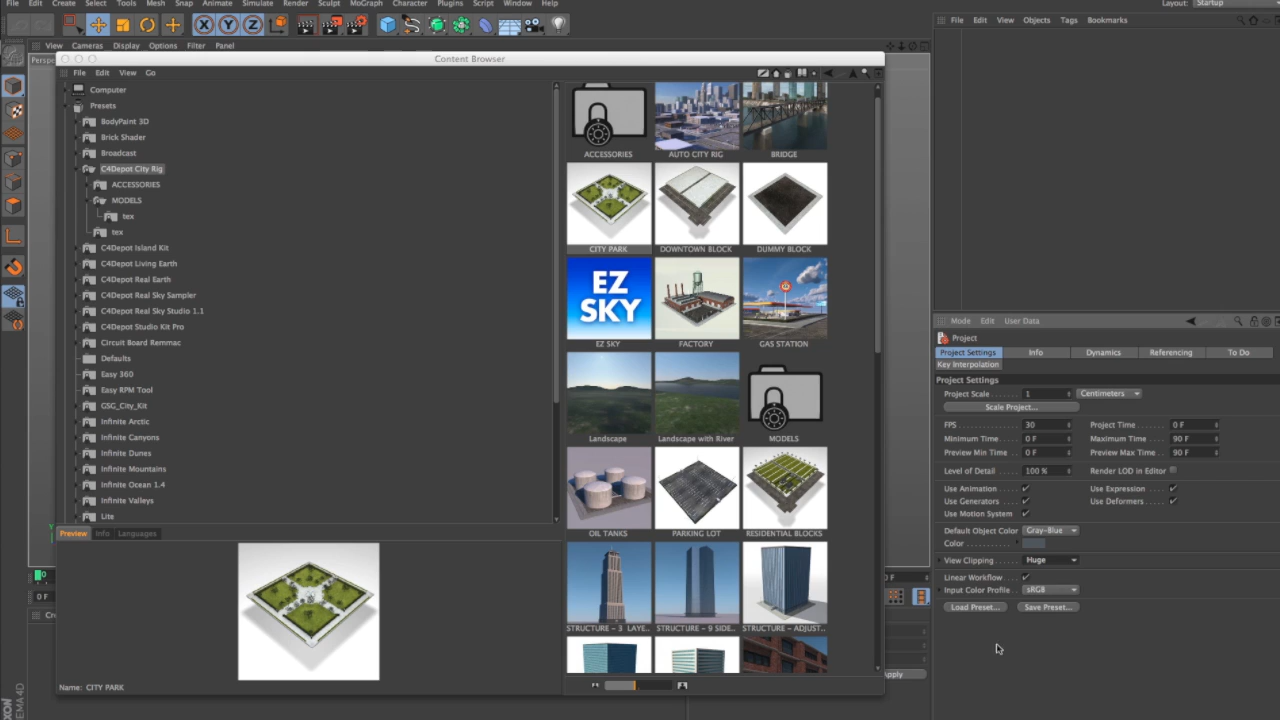 File Edit Create Select Tools Mesh Snap Animate Simulate Render Sculpt MoGraph Character Plugins Script Window Help
Layout: Startup
File Edit View Objects Tags Bookmarks
View Cameras Display Options Filter Panel
Content Browser
File Edit View Go
Computer
Presets
BodyPaint 3D
Brick Shader
Broadcast
C4Depot City Rig
ACCESSORIES
MODELS
tex
tex
C4Depot Island Kit
C4Depot Living Earth
C4Depot Real Earth
C4Depot Real Sky Sampler
C4Depot Real Sky Studio 1.1
C4Depot Studio Kit Pro
Circuit Board Remmac
Defaults
Easy 360
Easy RPM Tool
GSG_City_Kit
Infinite Arctic
Infinite Canyons
Infinite Dunes
Infinite Mountains
Infinite Ocean 1.4
Infinite Valleys
Lite
ACCESSORIES AUTO CITY RIG BRIDGE
CITY PARK DOWNTOWN BLOCK DUMMY BLOCK
EZ
SKY
EZ SKY FACTORY GAS STATION
Landscape Landscape with River MODELS
OIL TANKS PARKING LOT RESIDENTIAL BLOCKS
STRUCTURE - 3 LAYE.. STRUCTURE - 9 SIDE.. STRUCTURE - ADJUST..
Preview Info Languages
Name: CITY PARK
0 F
Apply
Mode Edit User Data
Project
Project Settings Info Dynamics Referencing To Do
Key Interpolation
Project Settings
Project Scale 1 Centimeters
Scale Project...
FPS 30 Project Time 0 F
Minimum Time 0 F Maximum Time 90 F
Preview Min Time 0 F Preview Max Time 90 F
Level of Detail 100 % Render LOD in Editor
Use Animation Use Expression
Use Generators Use Deformers
Use Motion System
Default Object Color Gray-Blue
Color
View Clipping Huge
Linear Workflow
Input Color Profile sRGB
Load Preset... Save Preset...